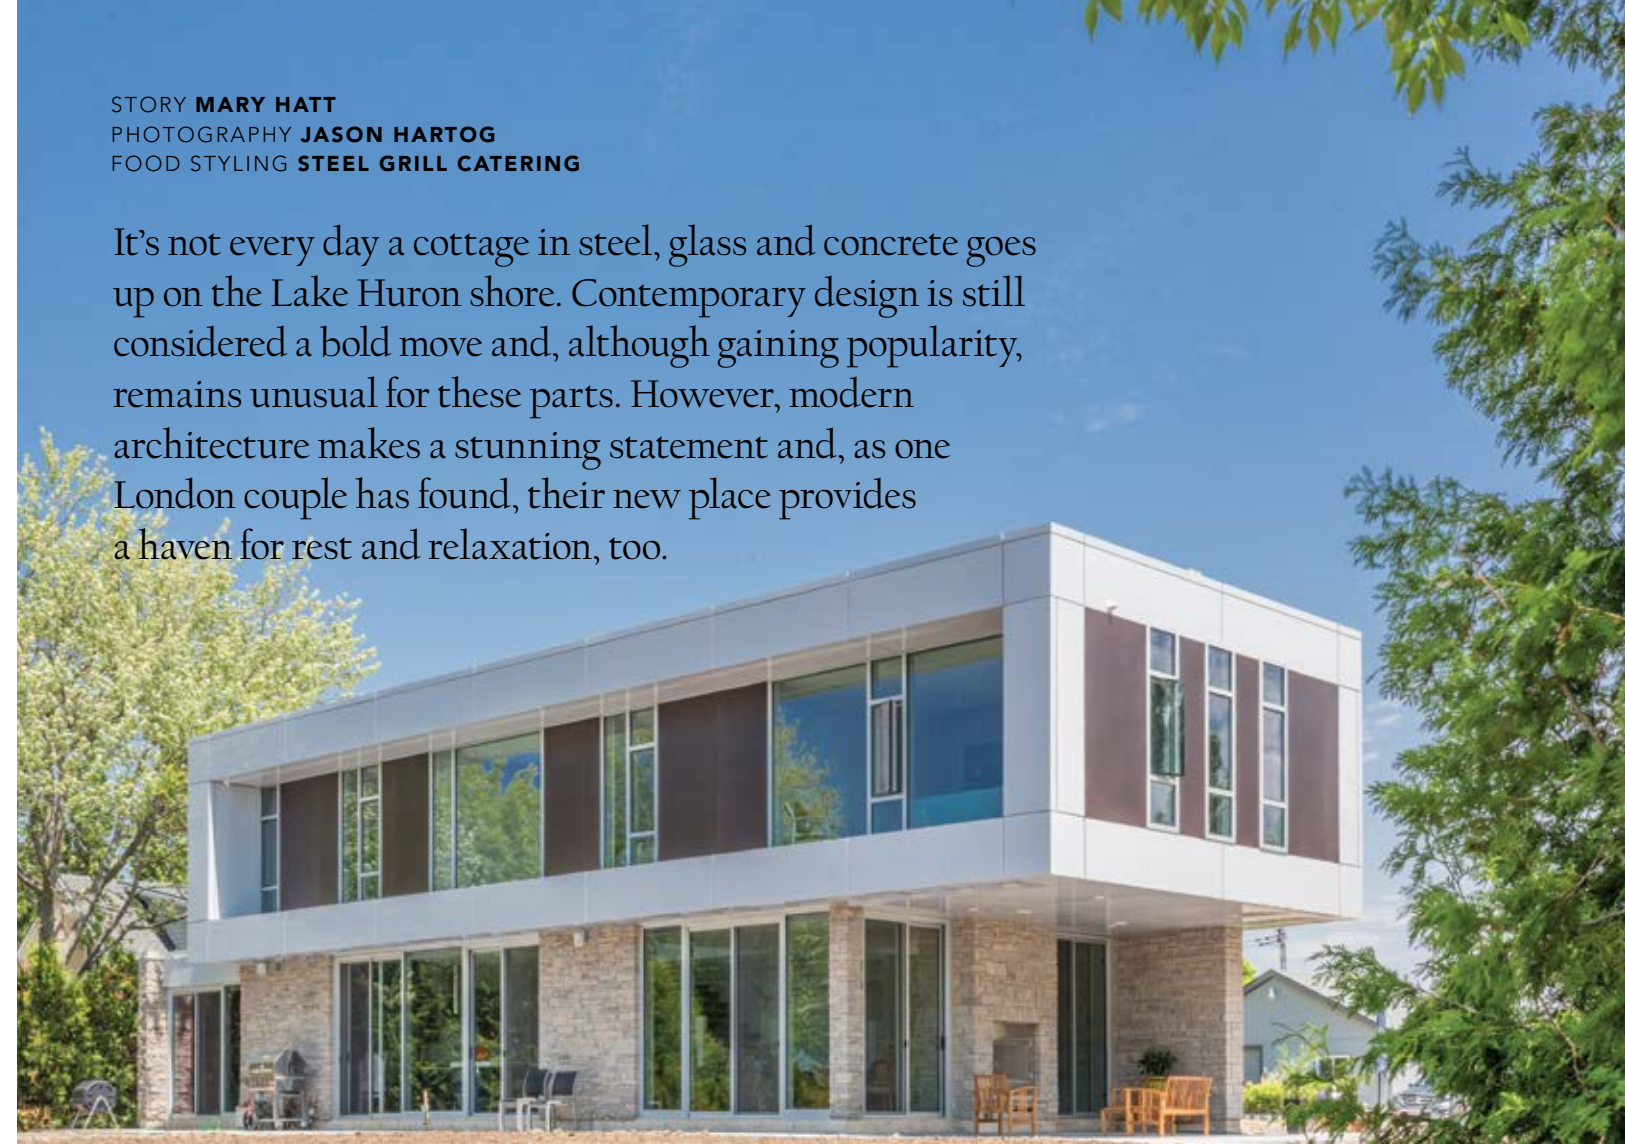 STORY MARY HATT
PHOTOGRAPHY JASON HARTOG
FOOD STYLING STEEL GRILL CATERING
It’s not every day a cottage in steel, glass and concrete goes
up on the Lake Huron shore. Contemporary design is still
considered a bold move and, although gaining popularity,
remains unusual for these parts. However, modern
architecture makes a stunning statement and, as one
London couple has found, their new place provides
a haven for rest and relaxation, too.